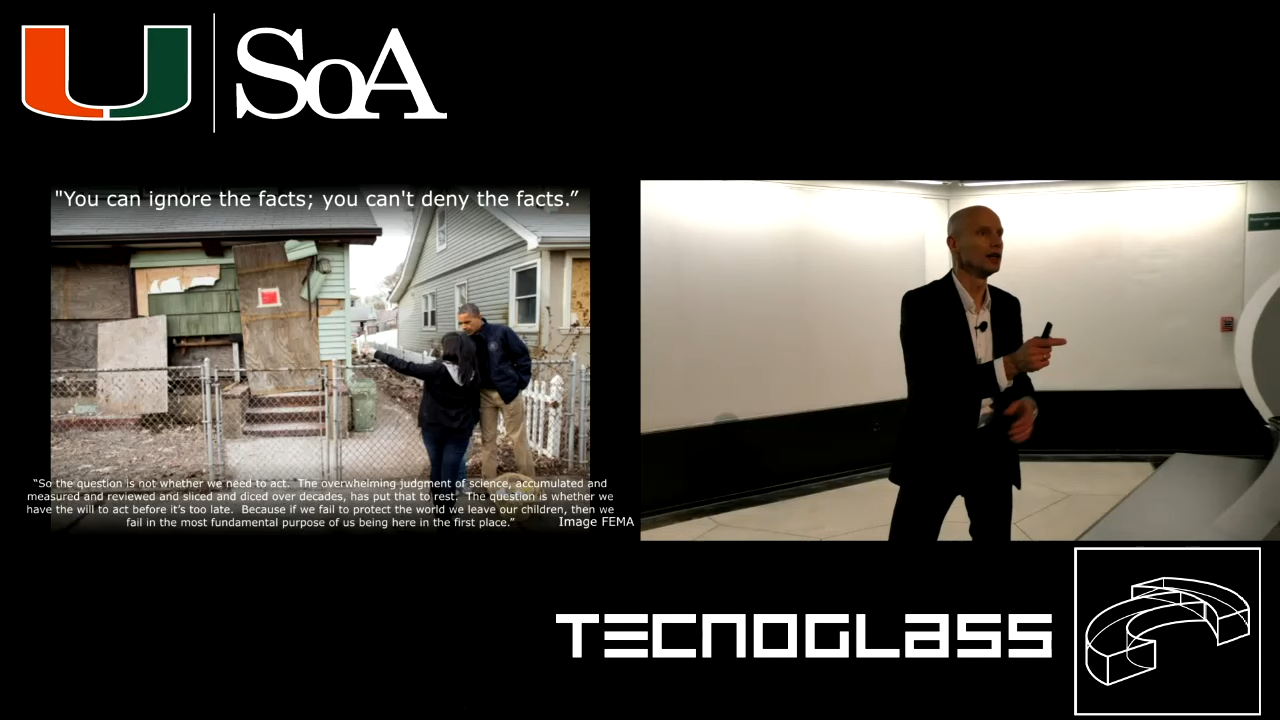 U SoA
"You can ignore the facts; you can't deny the facts.”
“So the question is not whether we need to act.  The overwhelming judgment of science, accumulated and
measured and reviewed and sliced and diced over decades, has put that to rest.  The question is whether we
have the will to act before it’s too late.  Because if we fail to protect the world we leave our children, then we
fail in the most fundamental purpose of us being here in the first place.”
Image FEMA
TECNOGLASS